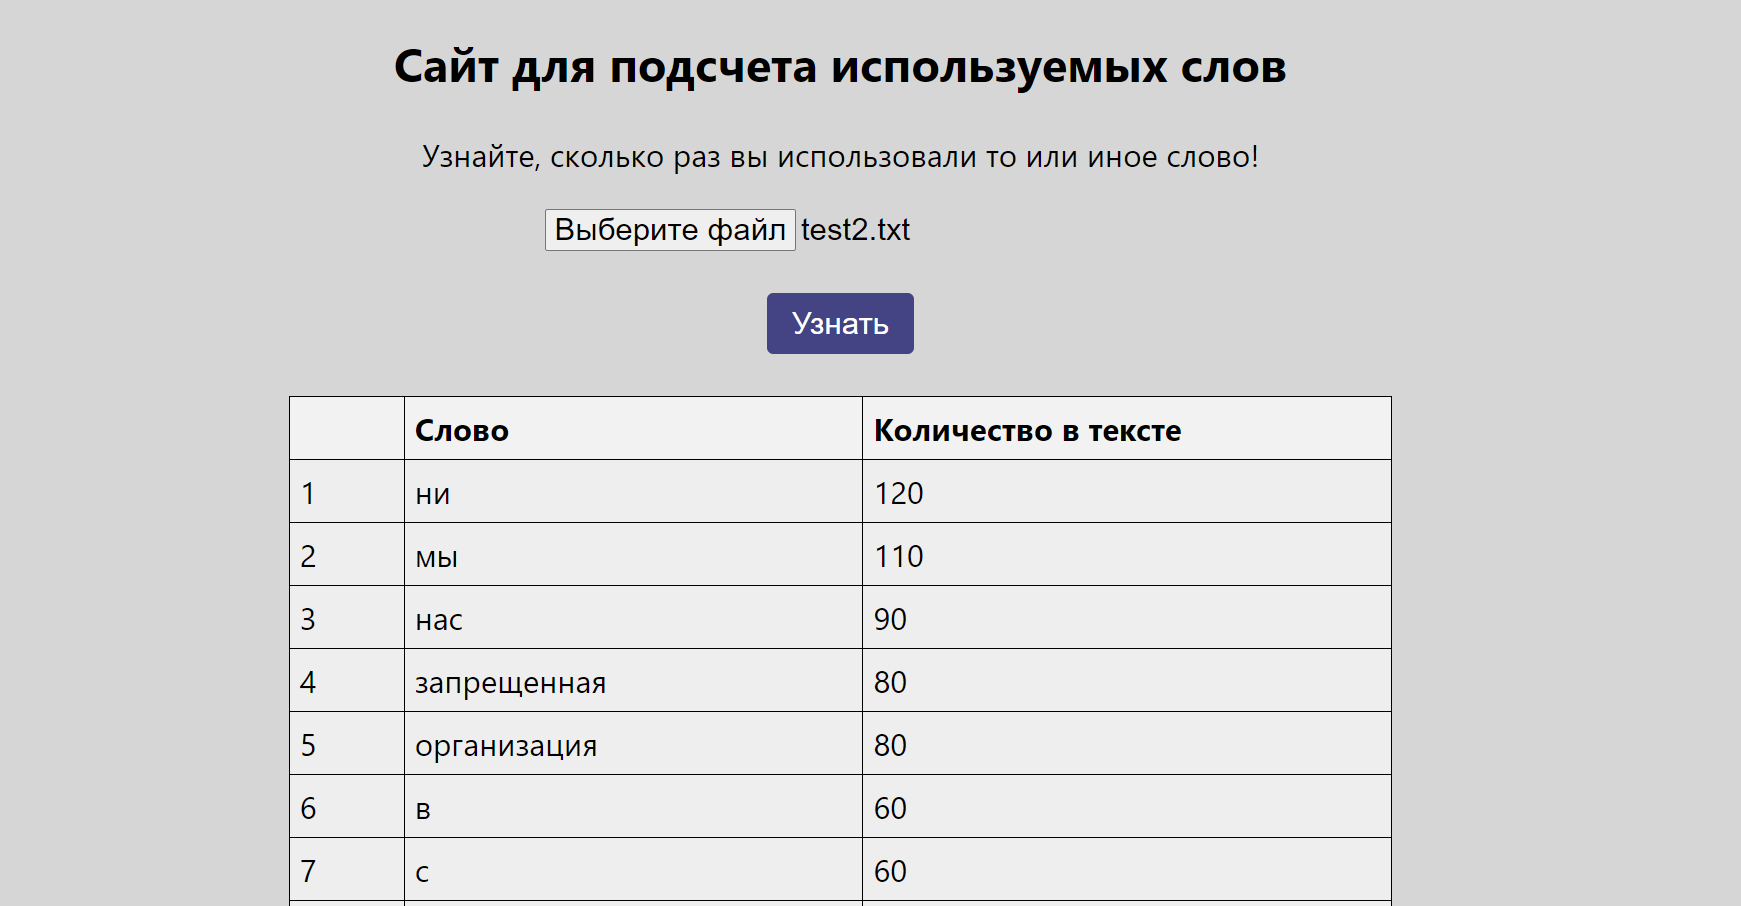 Сайт для подсчета используемых слов
Узнайте, сколько раз вы использовали то или иное слово!
Выберите файл test2.txt
Узнать
Слово Количество в тексте
1 ни 120
2 мы 110
3 нас 90
4 запрещенная 80
5 организация 80
6 в 60
7 с 60